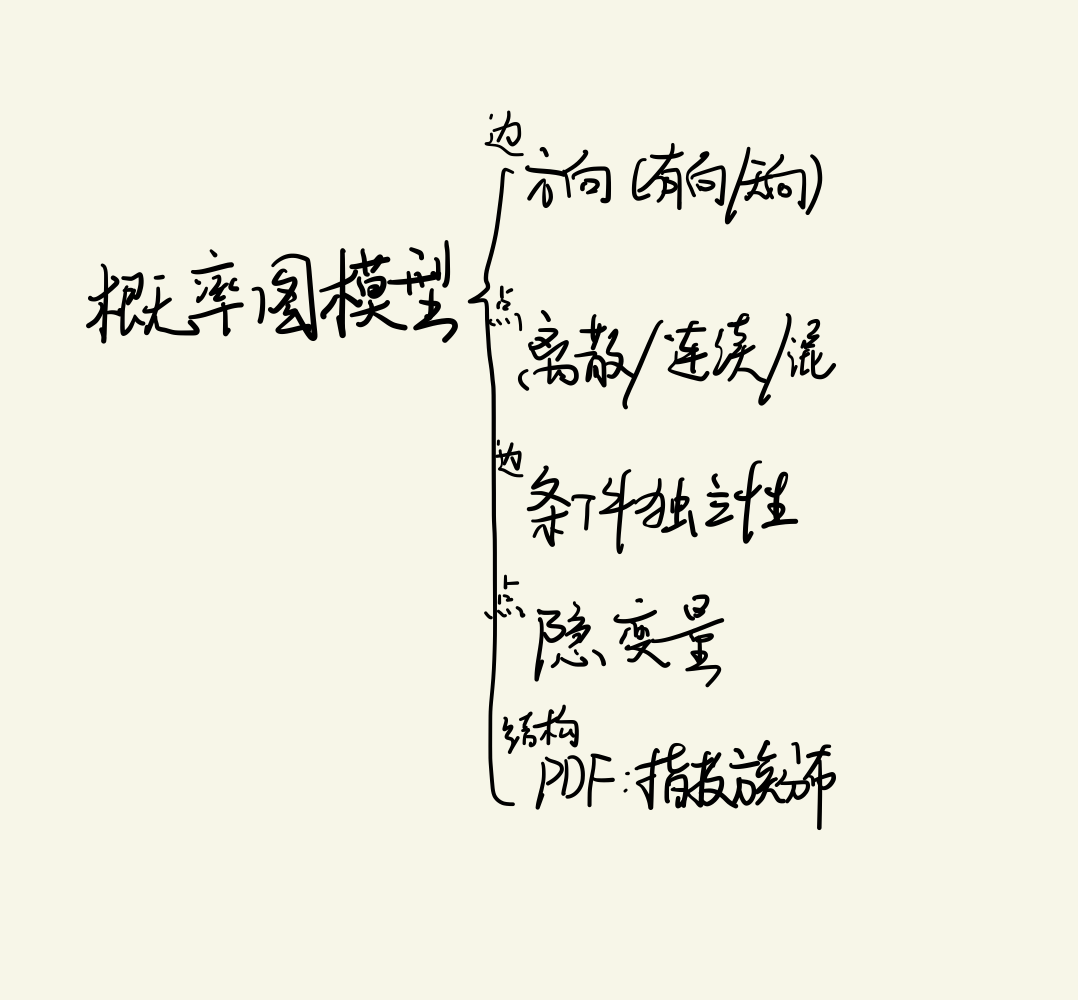 边
方向(有向/无向)
概率图模型
点
离散/连续/混
边
条件独立性
点
隐变量
结构
PDF:指数族分布